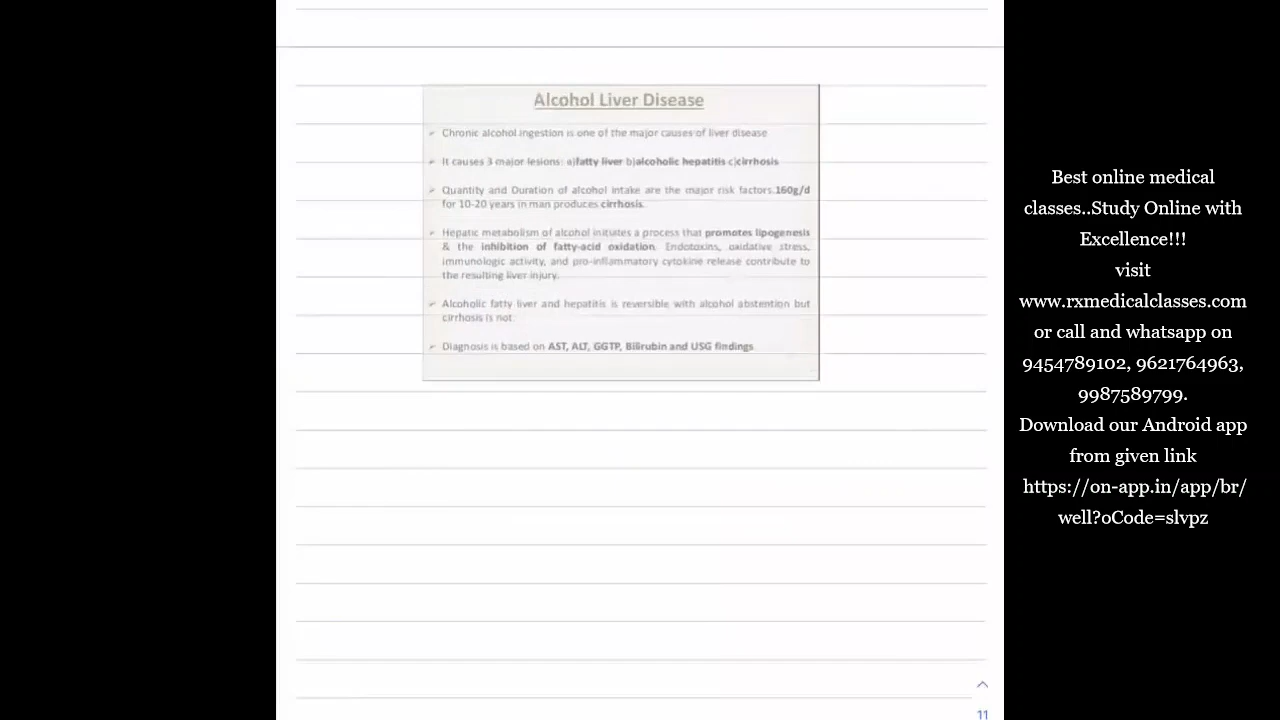 Alcohol Liver Disease
Chronic alcohol ingestion is one of the major causes of liver disease
It causes 3 major lesions: a)fatty liver b)alcoholic hepatitis c)cirrhosis
Quantity and Duration of alcohol intake are the major risk factors.160g/d
for 10-20 years in man produces cirrhosis.
Hepatic metabolism of alcohol initiates a process that promotes lipogenesis
& the inhibition of fatty-acid oxidation. Endotoxins, oxidative stress,
immunologic activity, and pro-inflammatory cytokine release contribute to
the resulting liver injury.
Alcoholic fatty liver and hepatitis is reversible with alcohol abstention but
cirrhosis is not.
Diagnosis is based on AST, ALT, GGTP, Bilirubin and USG findings
11
Best online medical
classes..Study Online with
Excellence!!!
visit
www.rxmedicalclasses.com
or call and whatsapp on
9454789102, 9621764963,
9987589799.
Download our Android app
from given link
https://on-app.in/app/br/
well?oCode=slvpz